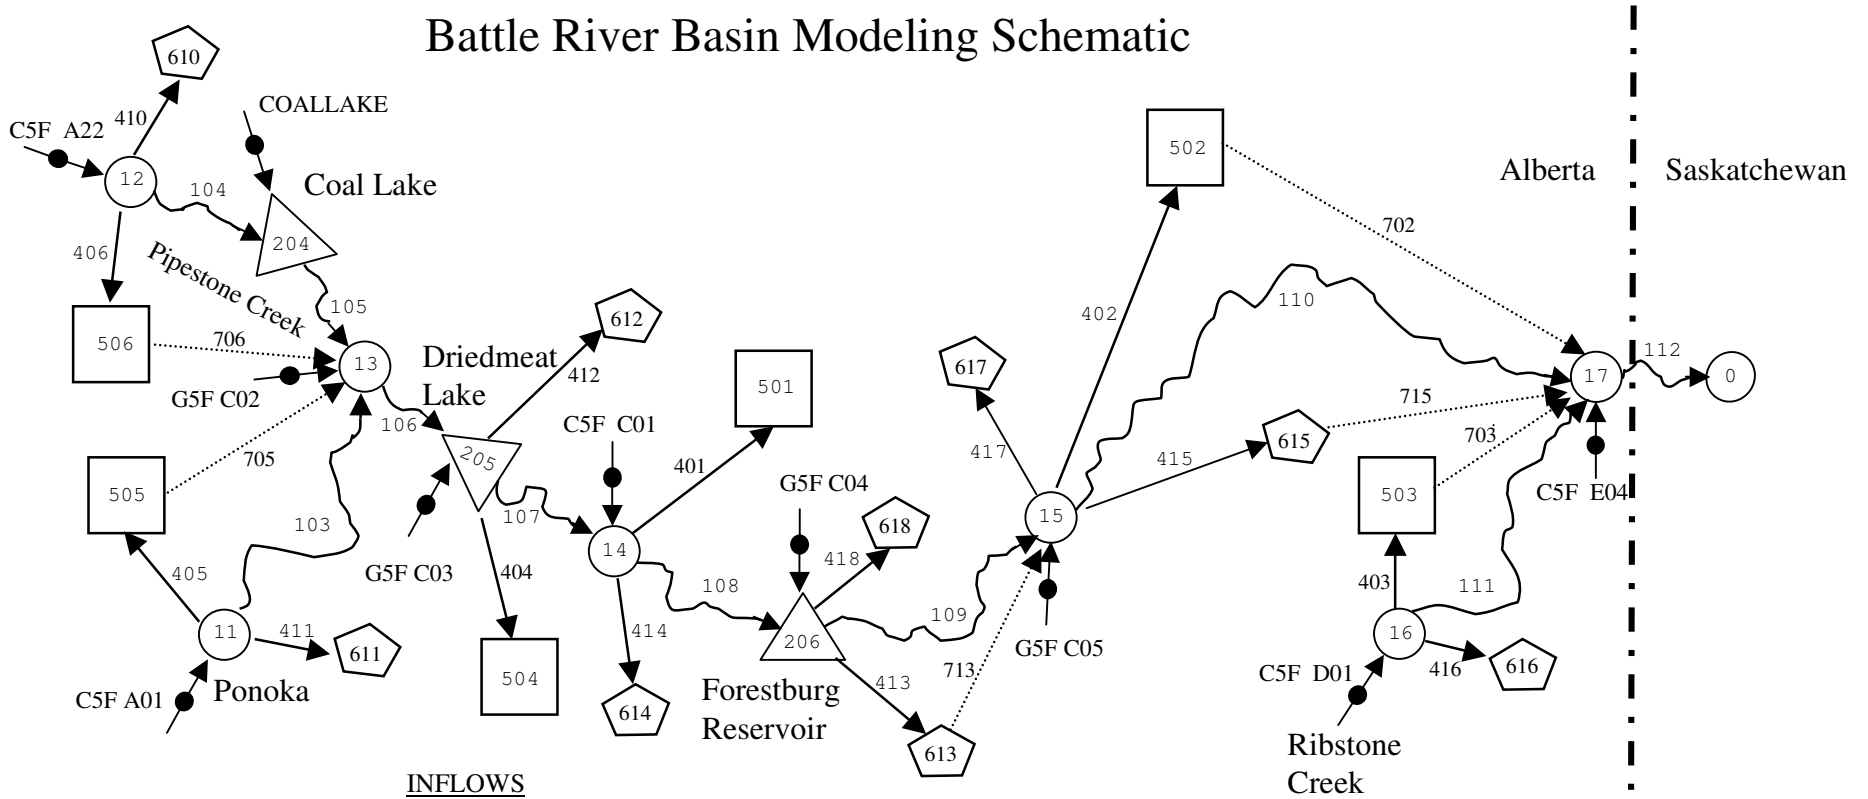 Battle River Basin Modeling Schematic
610
COALLAKE
410
C5F A22
12
104
Coal Lake
502
Alberta
Saskatchewan
204
406
Pipestone Creek
702
105
110
402
506
706
13
G5F C02
Driedmeat
Lake
612
412
617
17
112
0
501
106
C5F C01
715
205
705
401
417
615
703
415
505
G5F C04
503
C5F E04
103
107
618
15
14
G5F C03
404
418
405
108
403
111
109
206
11
411
611
414
G5F C05
16
713
416
616
C5F D01
C5F A01
Ponoka
504
614
Forestburg
Reservoir
413
613
Ribstone
Creek
INFLOWS